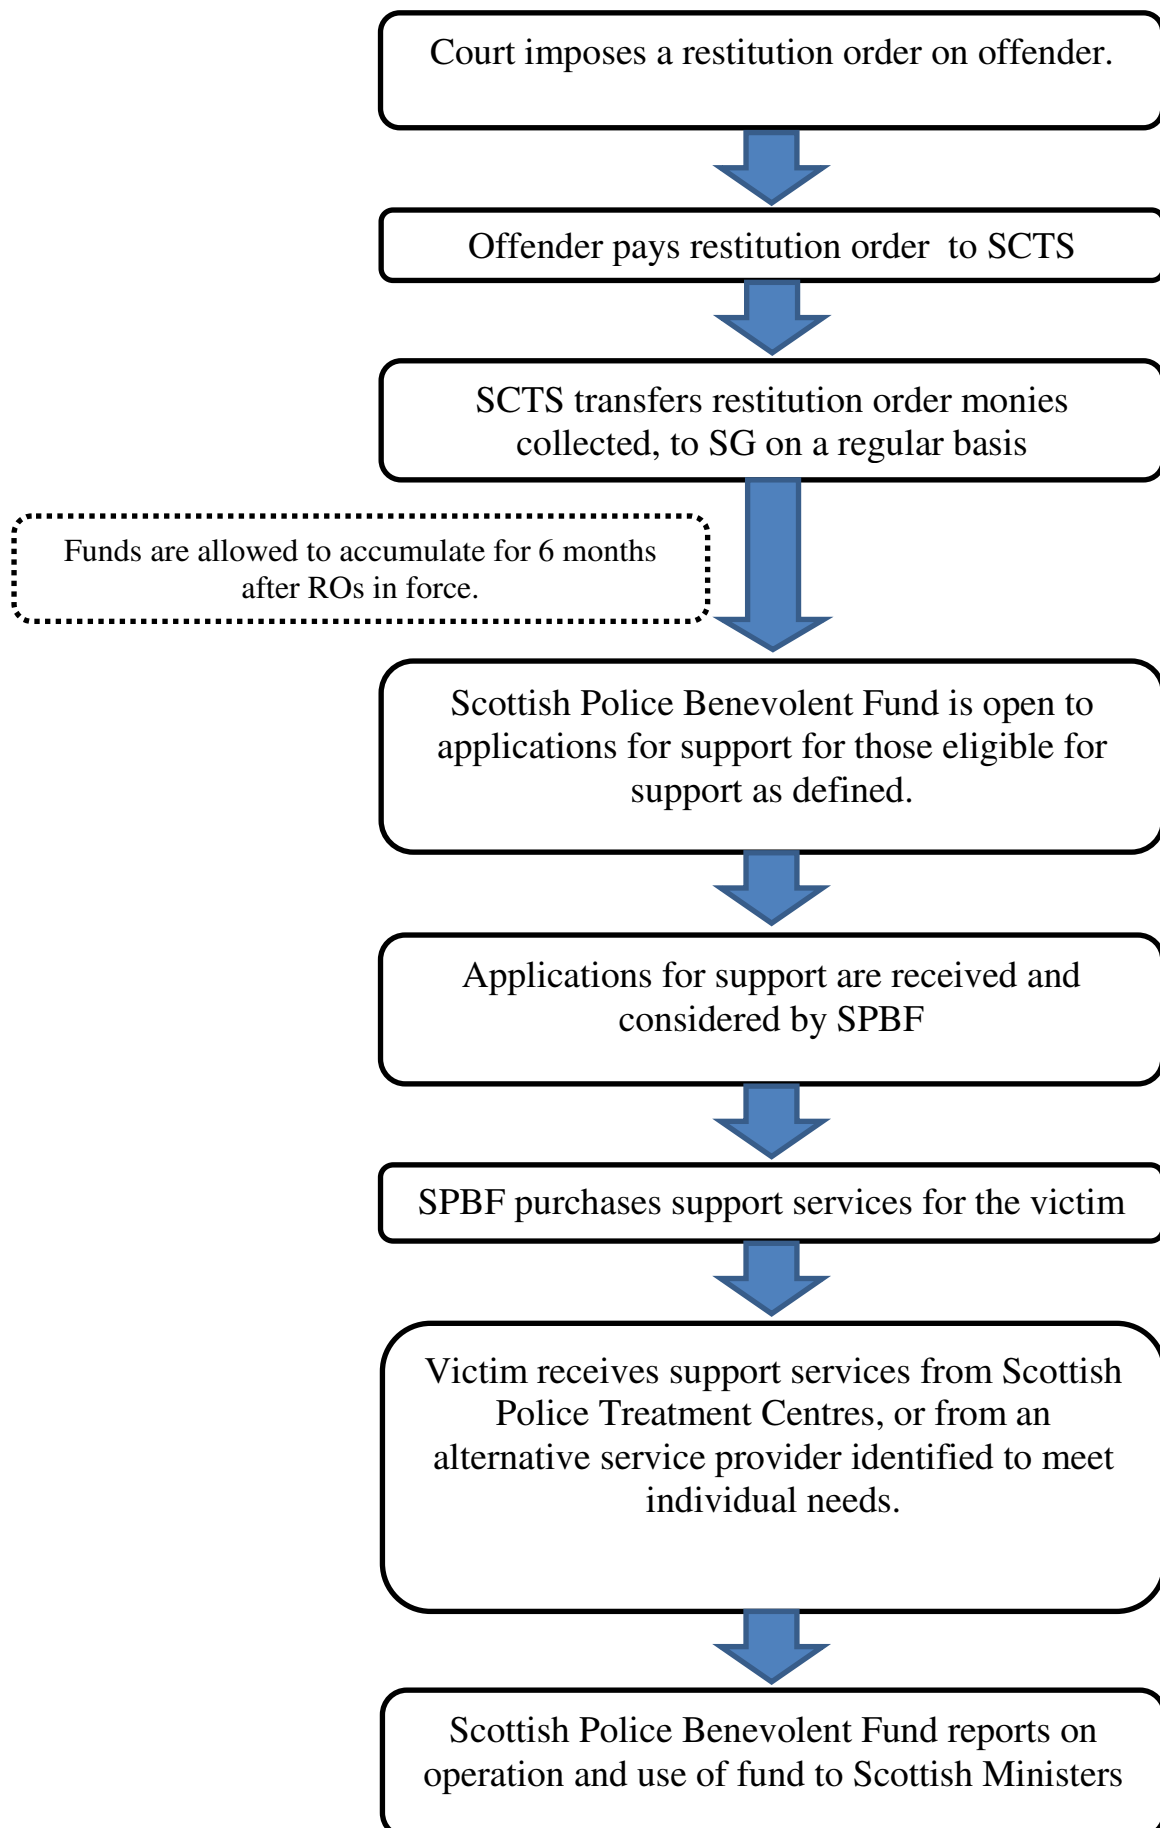 Court imposes a restitution order on offender.
Offender pays restitution order  to SCTS
SCTS transfers restitution order monies
collected, to SG on a regular basis
Funds are allowed to accumulate for 6 months
after ROs in force.
Scottish Police Benevolent Fund is open to
applications for support for those eligible for
support as defined.
Applications for support are received and
considered by SPBF
SPBF purchases support services for the victim
Victim receives support services from Scottish
Police Treatment Centres, or from an
alternative service provider identified to meet
individual needs.
Scottish Police Benevolent Fund reports on
operation and use of fund to Scottish Ministers